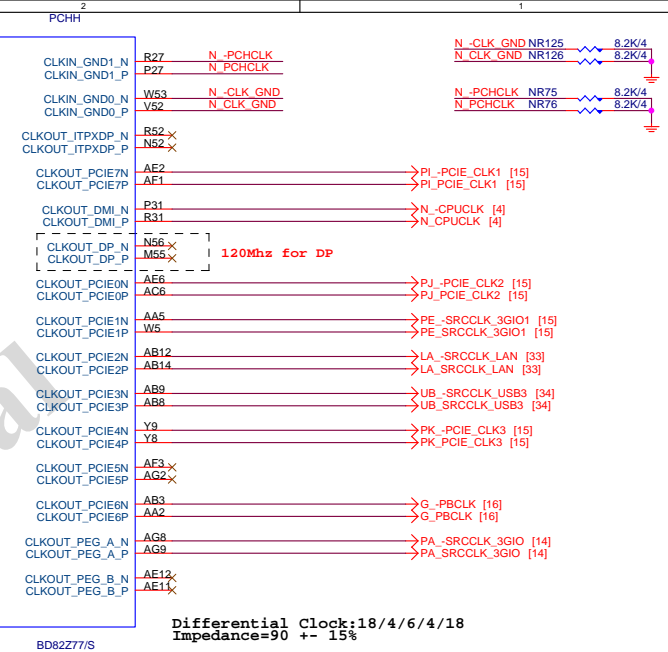 2 1
PCHH
CLKIN_GND1_N R27 N_-PCHCLK
CLKIN_GND1_P P27 N_PCHCLK
CLKIN_GND0_N W53 N_-CLK_GND
CLKIN_GND0_P V52 N_CLK_GND
N_-CLK_GND NR125 8.2K/4
N_CLK_GND NR126 8.2K/4
N_-PCHCLK NR75 8.2K/4
N_PCHCLK NR76 8.2K/4
CLKOUT_ITPXDP_N R52
CLKOUT_ITPXDP_P N52
CLKOUT_PCIE7N AE2 PI_-PCIE_CLK1 [15]
CLKOUT_PCIE7P AF1 PI_PCIE_CLK1 [15]
CLKOUT_DMI_N P31 N_-CPUCLK [4]
CLKOUT_DMI_P R31 N_CPUCLK [4]
CLKOUT_DP_N N56
CLKOUT_DP_P M55
120Mhz for DP
CLKOUT_PCIE0N AE6 PJ_-PCIE_CLK2 [15]
CLKOUT_PCIE0P AC6 PJ_PCIE_CLK2 [15]
CLKOUT_PCIE1N AA5 PE_-SRCCLK_3GIO1 [15]
CLKOUT_PCIE1P W5 PE_SRCCLK_3GIO1 [15]
CLKOUT_PCIE2N AB12 LA_-SRCCLK_LAN [33]
CLKOUT_PCIE2P AB14 LA_SRCCLK_LAN [33]
CLKOUT_PCIE3N AB9 UB_-SRCCLK_USB3 [34]
CLKOUT_PCIE3P AB8 UB_SRCCLK_USB3 [34]
CLKOUT_PCIE4N Y9 PK_-PCIE_CLK3 [15]
CLKOUT_PCIE4P Y8 PK_PCIE_CLK3 [15]
CLKOUT_PCIE5N AF3
CLKOUT_PCIE5P AG2
CLKOUT_PCIE6N AB3 G_-PBCLK [16]
CLKOUT_PCIE6P AA2 G_PBCLK [16]
CLKOUT_PEG_A_N AG8 PA_-SRCCLK_3GIO [14]
CLKOUT_PEG_A_P AG9 PA_SRCCLK_3GIO [14]
CLKOUT_PEG_B_N AE12
CLKOUT_PEG_B_P AE11
Differential Clock:18/4/6/4/18
Impedance=90 +- 15%
BD82Z77/S